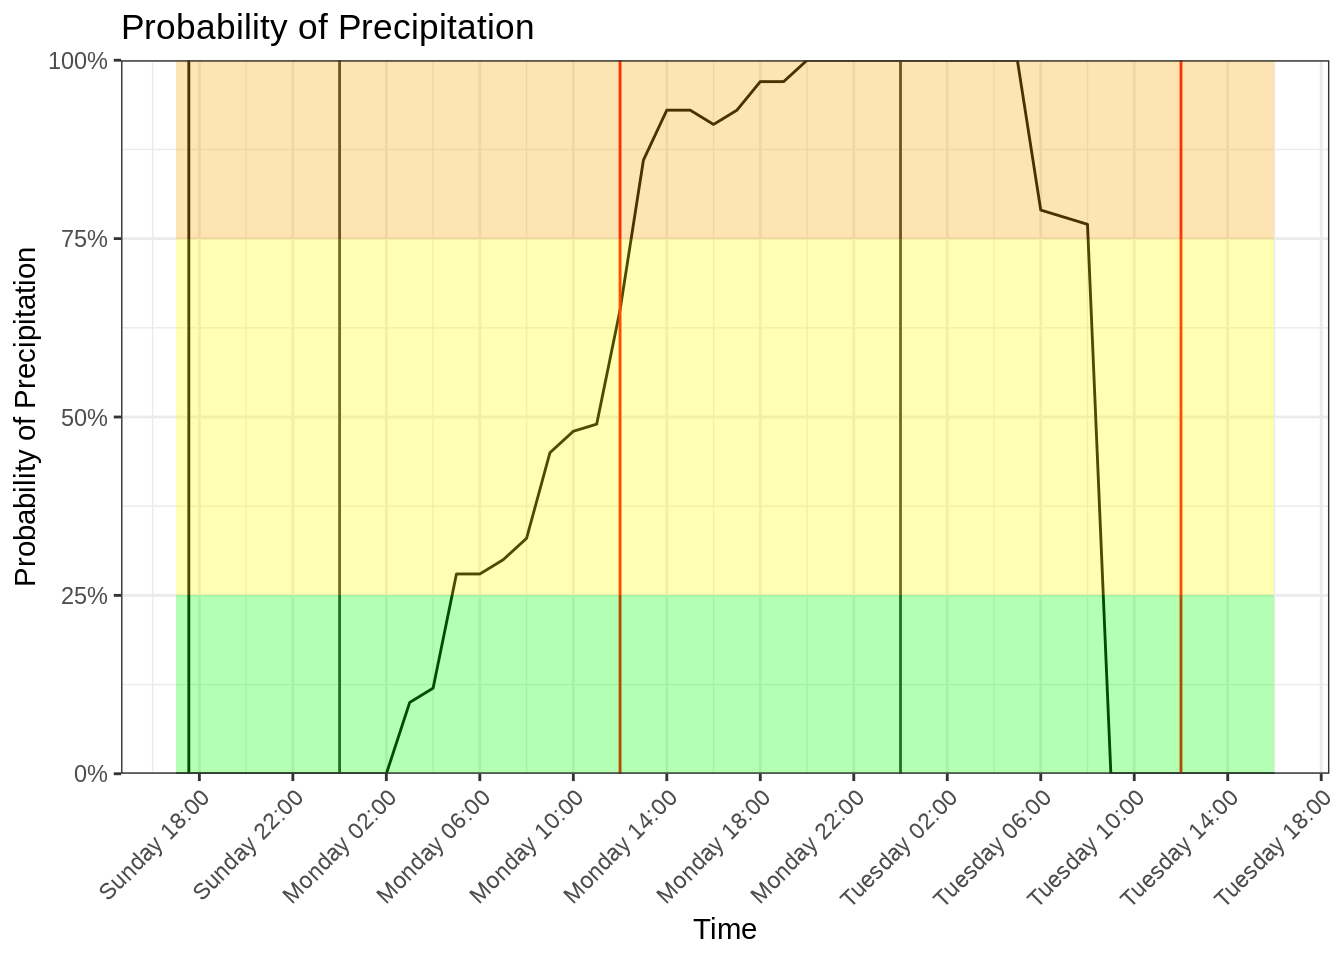 Probability of Precipitation
Probability of Precipitation
100%
75%
50%
25%
0%
Sunday 18:00
Sunday 22:00
Monday 02:00
Monday 06:00
Monday 10:00
Monday 14:00
Monday 18:00
Monday 22:00
Tuesday 02:00
Tuesday 06:00
Tuesday 10:00
Tuesday 14:00
Tuesday 18:00
Time